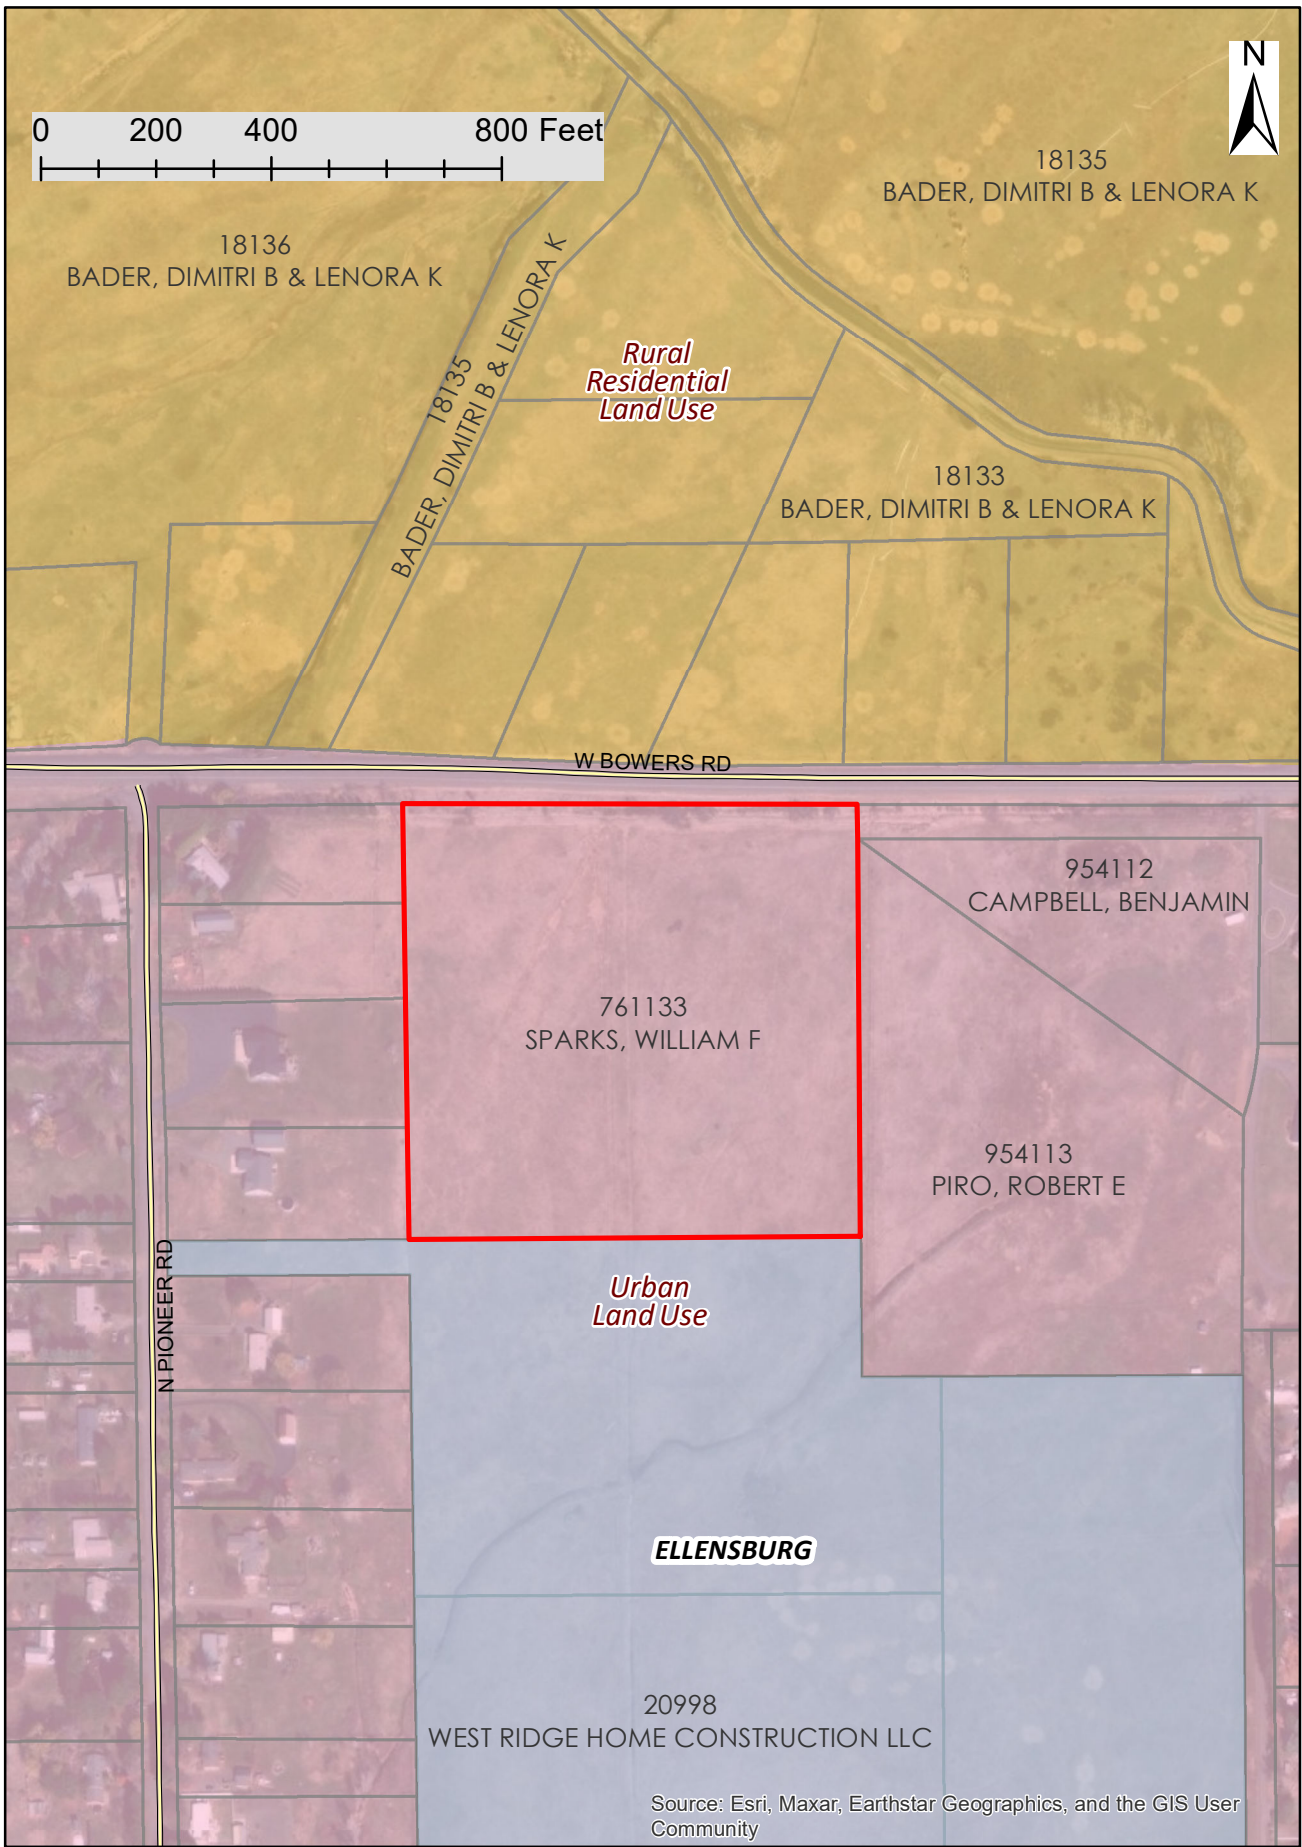 N
0 200 400 800 Feet
18135
BADER, DIMITRI B & LENORA K
18136
BADER, DIMITRI B & LENORA K
18135
BADER, DIMITRI B & LENORA K
Rural
Residential
Land Use
18133
BADER, DIMITRI B & LENORA K
W BOWERS RD
954112
CAMPBELL, BENJAMIN
761133
SPARKS, WILLIAM F
954113
PIRO, ROBERT E
N PIONEER RD
Urban
Land Use
ELLENSBURG
20998
WEST RIDGE HOME CONSTRUCTION LLC
Source: Esri, Maxar, Earthstar Geographics, and the GIS User
Community